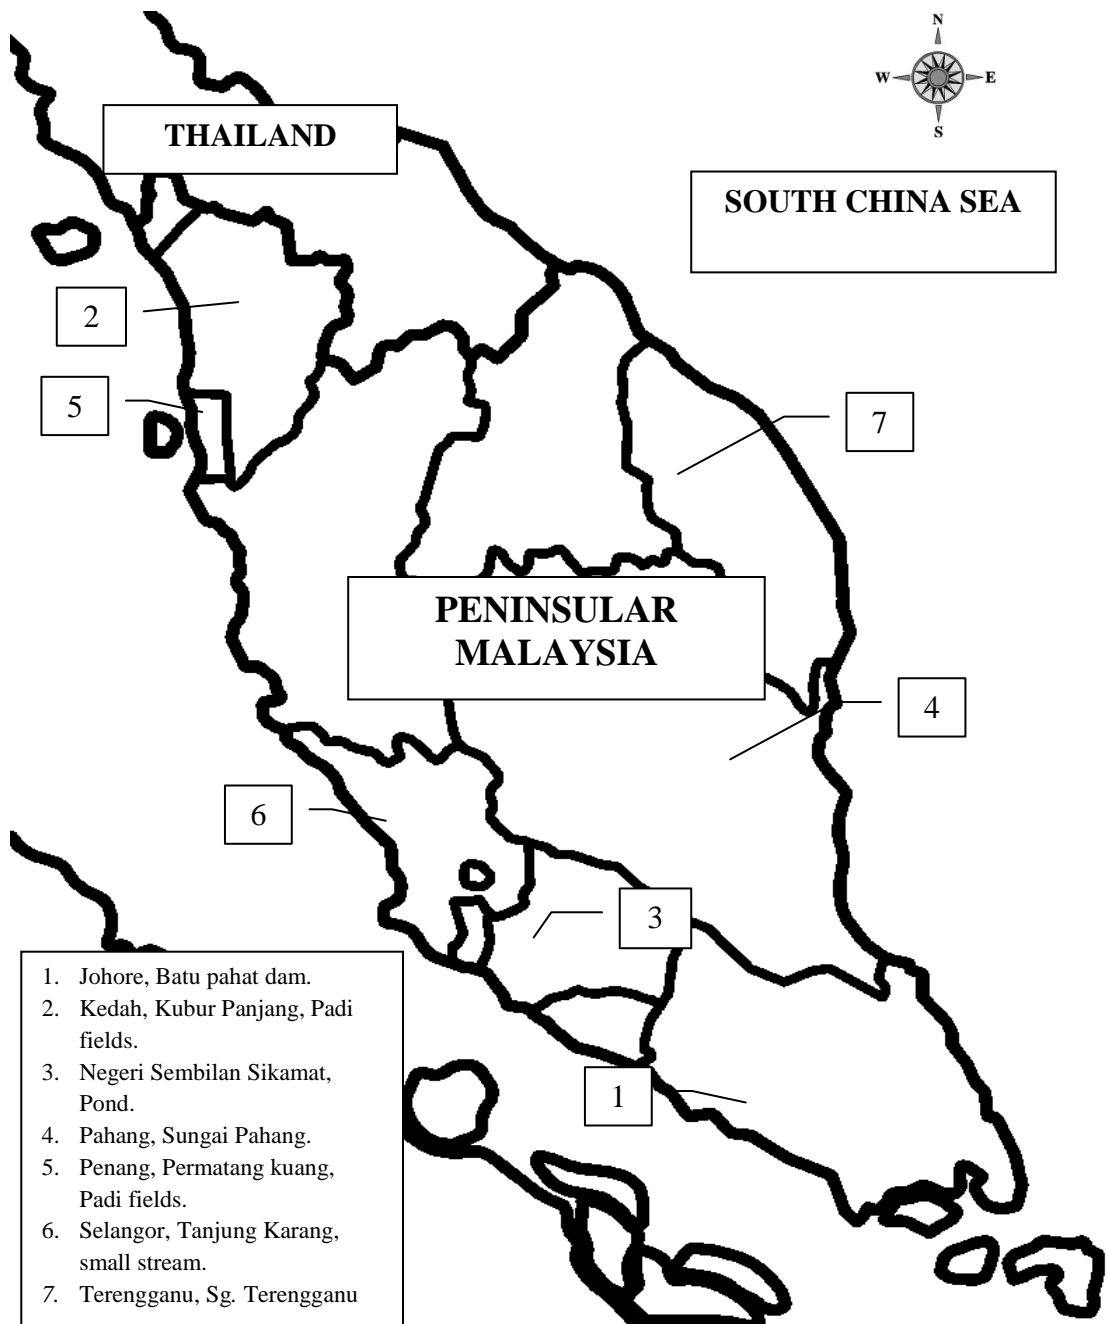 N
W E
S
THAILAND
SOUTH CHINA SEA
2
5
7
PENINSULAR
MALAYSIA
4
6
3
1
1. Johore, Batu pahat dam.
2. Kedah, Kubur Panjang, Padi
fields.
3. Negeri Sembilan Sikamat,
Pond.
4. Pahang, Sungai Pahang.
5. Penang, Permatang kuang,
Padi fields.
6. Selangor, Tanjung Karang,
small stream.
7. Terengganu, Sg. Terengganu